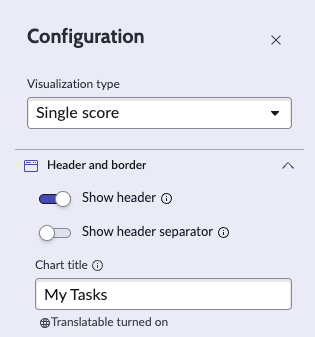 Configuration
Visualization type
Single score
Header and border
Show header
Show header separator
Chart title
My Tasks
Translatable turned on